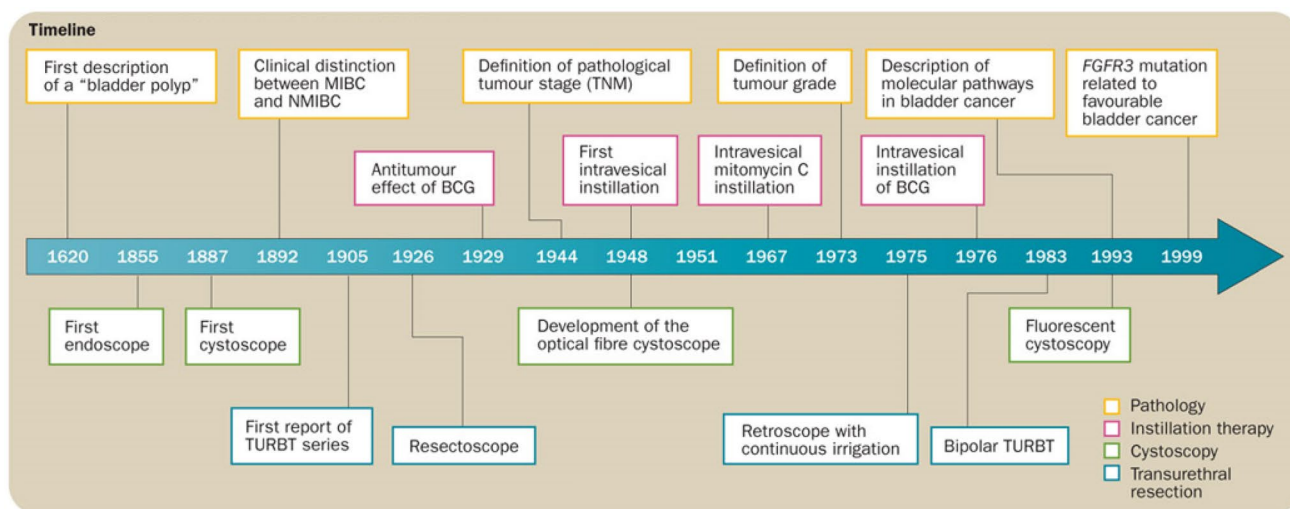 Timeline
First description
of a "bladder polyp"
Clinical distinction
between MIBC
and NMIBC
Definition of pathological
tumour stage (TNM)
Definition of
tumour grade
Description of
molecular pathways
in bladder cancer
FGFR3 mutation
related to
favourable
bladder cancer
Antitumour
effect of BCG
First
intravesical
instillation
Intravesical
mitomycin C
instillation
Intravesical
instillation
of BCG
1620 1855 1887 1892 1905 1926 1929 1944 1948 1951 1967 1973 1975 1976 1983 1993 1999
First
endoscope
First
cystoscope
Development of the
optical fibre cystoscope
Fluorescent
cystoscopy
First report of
TURBT series
Resectoscope
Retroscope with
continuous irrigation
Bipolar TURBT
Pathology
Instillation therapy
Cystoscopy
Transurethral
resection